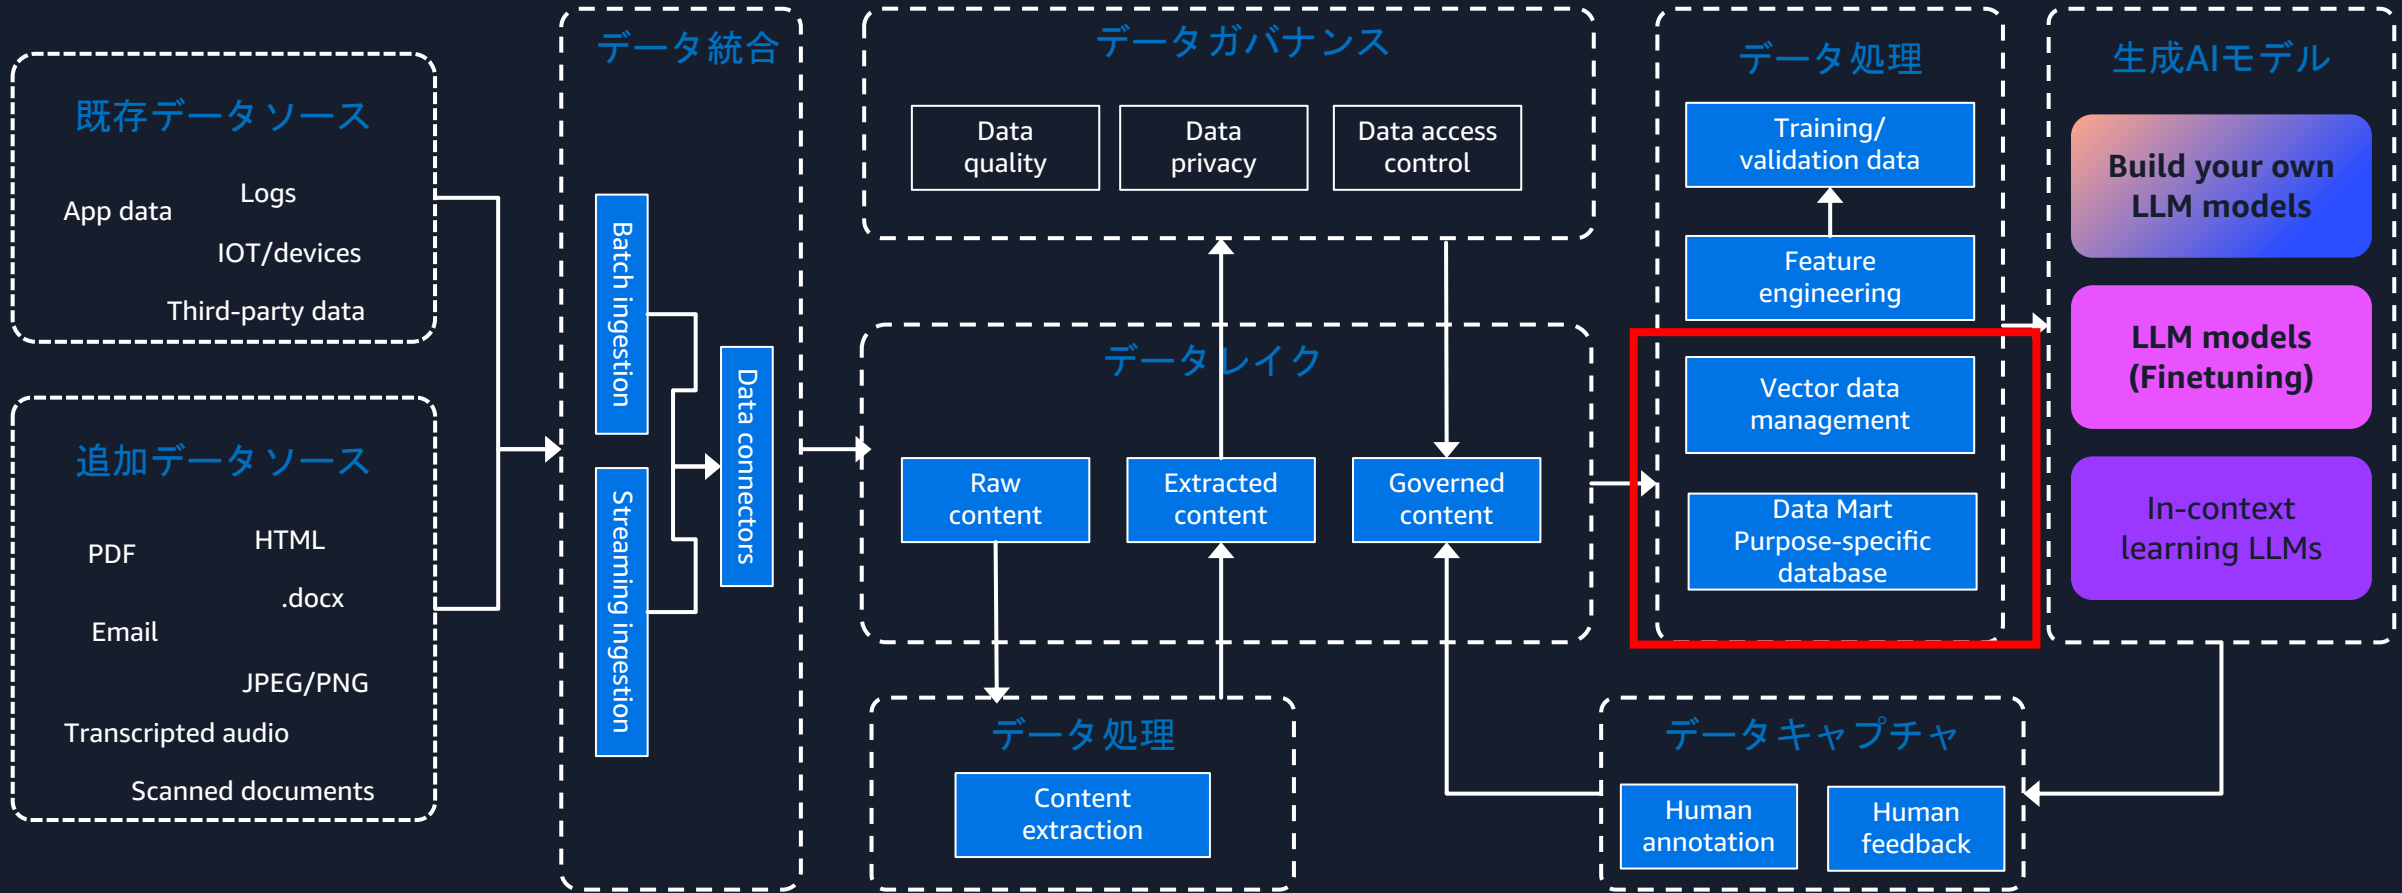 既存データソース
App data
Logs
IOT/devices
Third-party data
追加データソース
PDF
HTML
.docx
Email
JPEG/PNG
Transcripted audio
Scanned documents
データ統合
Batch ingestion
Streaming ingestion
Data connectors
データガバナンス
Data
quality
Data
privacy
Data access
control
データレイク
Raw
content
Extracted
content
Governed
content
データ処理
Content
extraction
データ処理
Training/
validation data
Feature
engineering
Vector data
management
Data Mart
Purpose-specific
database
生成AIモデル
Build your own
LLM models
LLM models
(Finetuning)
In-context
learning LLMs
データキャプチャ
Human
annotation
Human
feedback